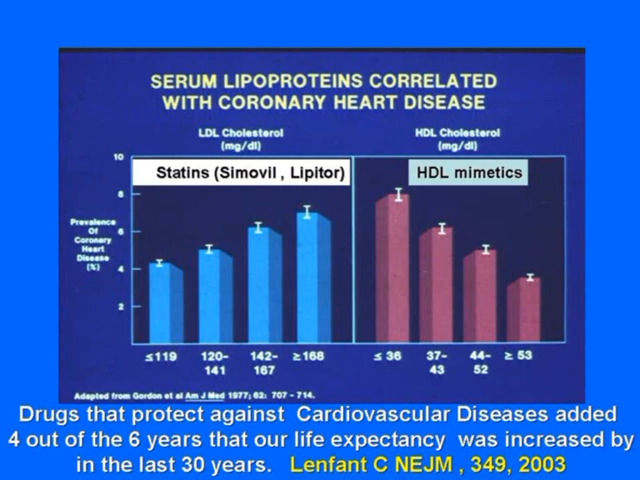 SERUM LIPOPROTEINS CORRELATED
WITH CORONARY HEART DISEASE
LDL Cholesterol
(mg/dl)
HDL Cholesterol
(mg/dl)
Statins (Simovil , Lipitor)
HDL mimetics
Prevalence
Of
Coronary
Heart
Disease
(%)
10
8
6
4
2
≤119
120-
141
142-
167
≥168
≤ 36
37-
43
44-
52
≥ 53
Adapted from Gordon et al Am J Med 1977; 62: 707 - 714.
Drugs that protect against Cardiovascular Diseases added
4 out of the 6 years that our life expectancy was increased by
in the last 30 years. Lenfant C NEJM , 349, 2003